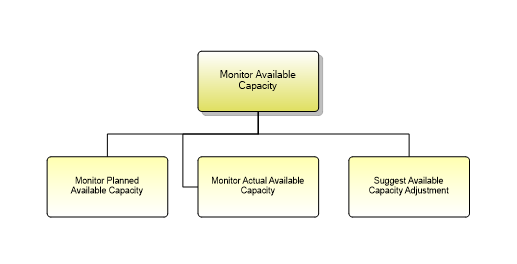 Monitor Available
Capacity
Monitor Planned
Available Capacity
Monitor Actual Available
Capacity
Suggest Available
Capacity Adjustment